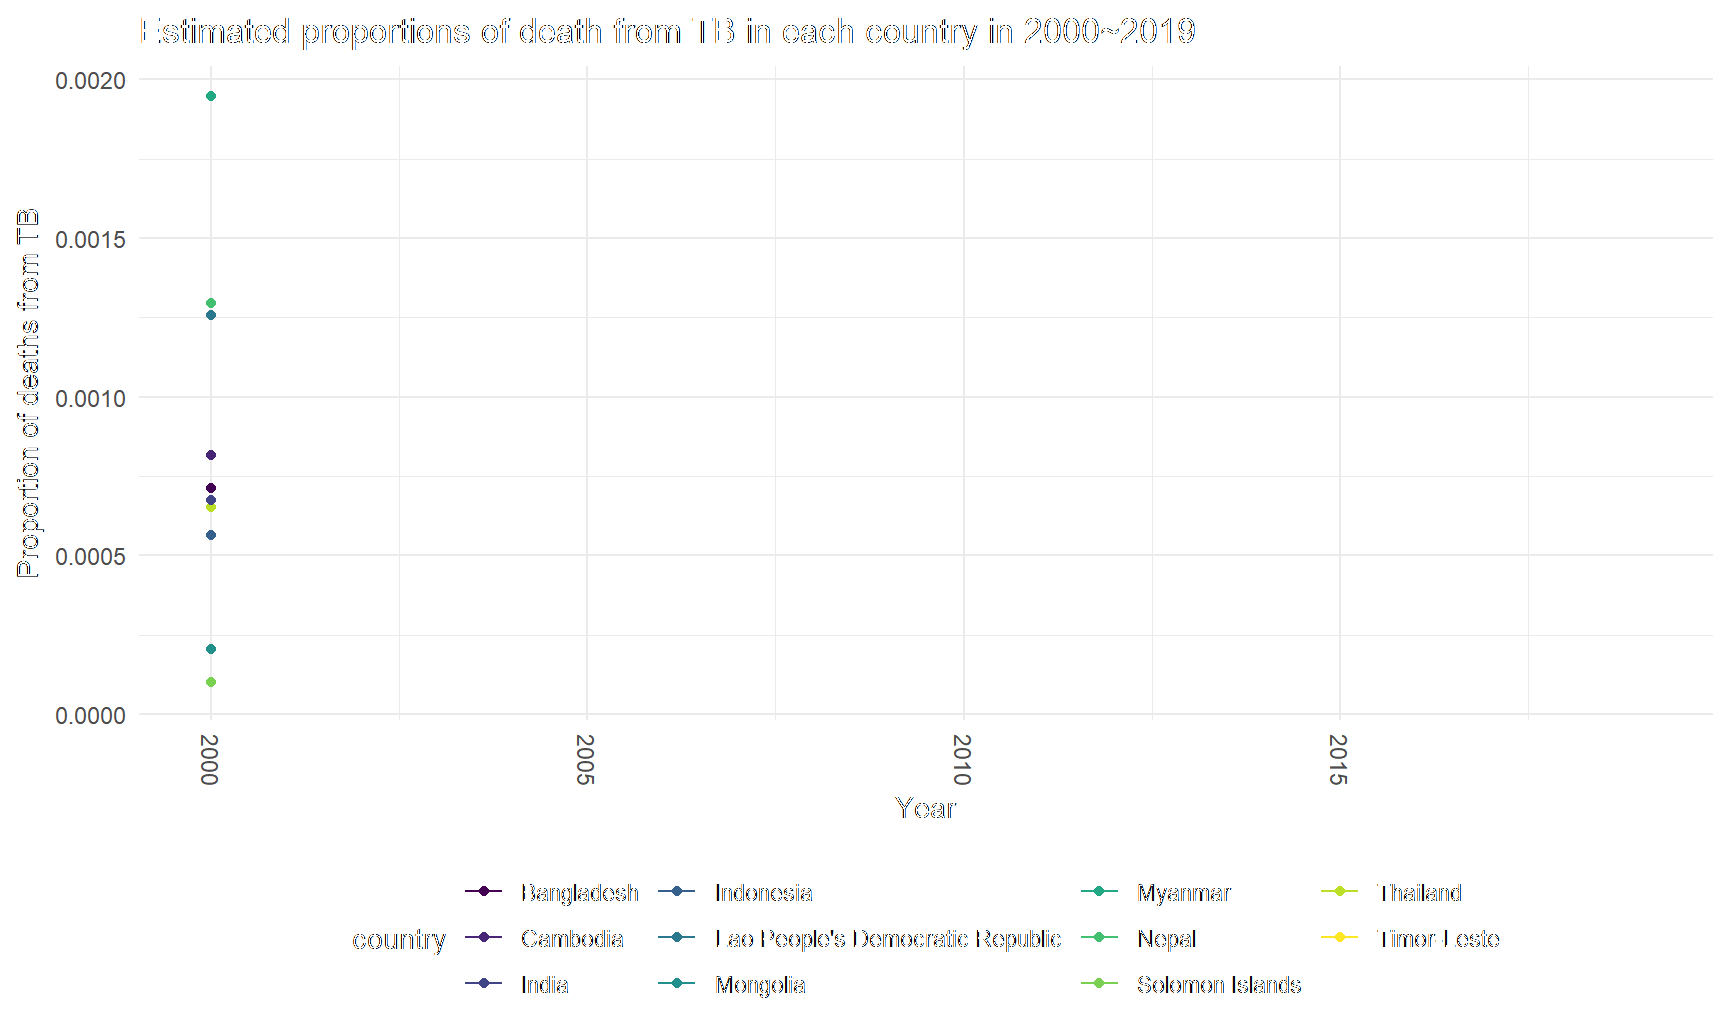 Estimated proportions of death from TB in each country in 2000~2019
Proportion of deaths from TB
0.0020
0.0015
0.0010
0.0005
0.0000
2000
2005
2010
2015
Year
country
Bangladesh
Cambodia
India
Indonesia
Lao People's Democratic Republic
Mongolia
Myanmar
Nepal
Solomon Islands
Thailand
Timor-Leste